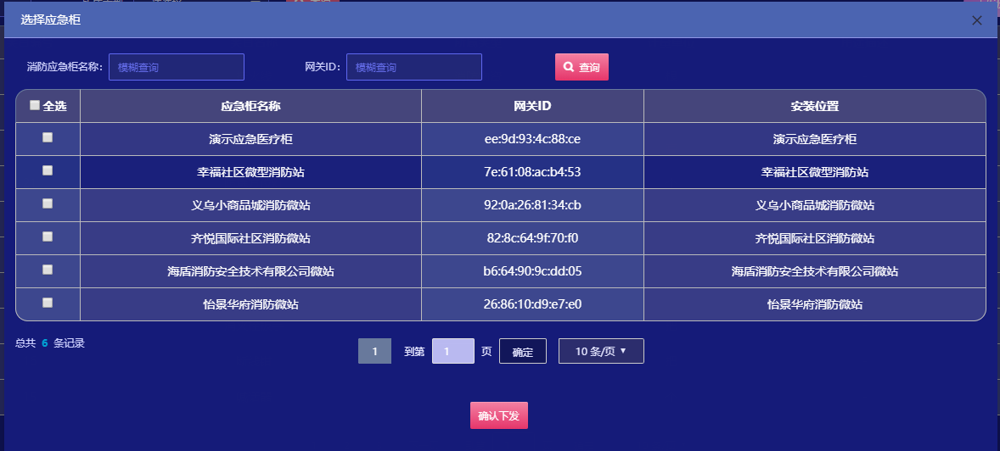 选择应急柜
消防应急柜名称: 模糊查询 网关ID: 模糊查询 查询
全选 应急柜名称 网关ID 安装位置
演示应急医疗柜 ee:9d:93:4c:88:ce 演示应急医疗柜
幸福社区微型消防站 7e:61:08:ac:b4:53 幸福社区微型消防站
义乌小商品城消防微站 92:0a:26:81:34:cb 义乌小商品城消防微站
齐悦国际社区消防微站 82:8c:64:9f:70:f0 齐悦国际社区消防微站
海盾消防安全技术有限公司微站 b6:64:90:9c:dd:05 海盾消防安全技术有限公司微站
怡景华府消防微站 26:86:10:d9:e7:e0 怡景华府消防微站
总共 6 条记录 1 到第 1 页 确定 10 条/页
确认下发